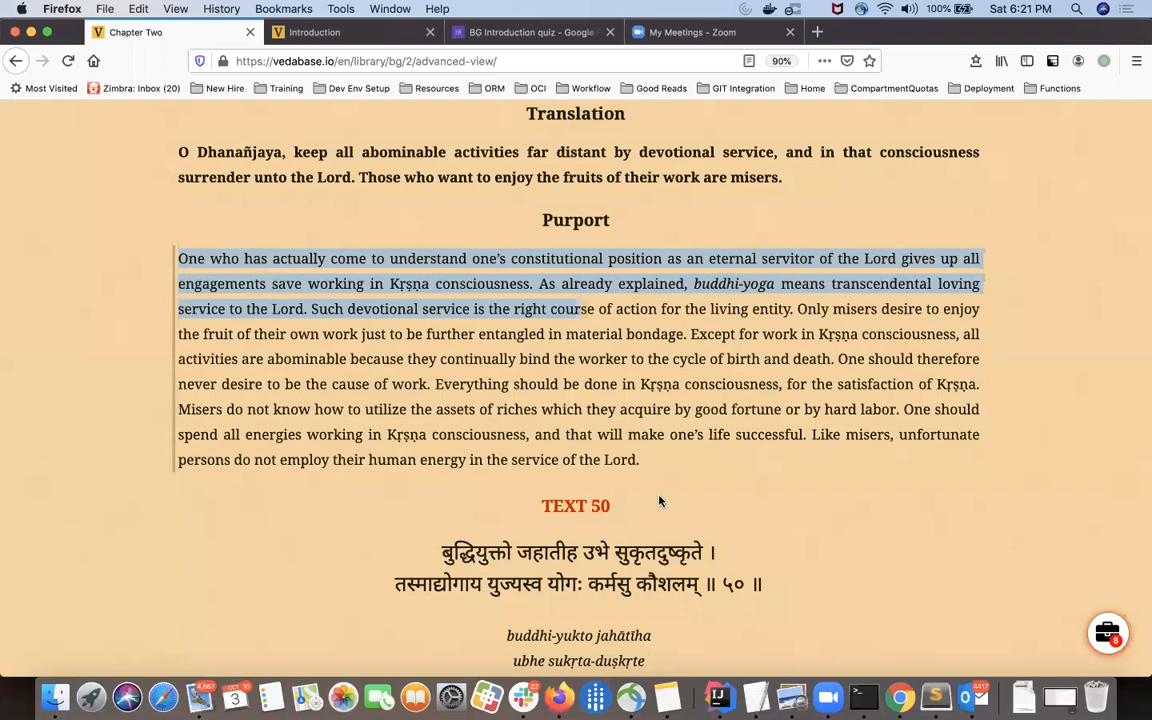 Firefox File Edit View History Bookmarks Tools Window Help 100% Sat 6:21 PM
Chapter Two Introduction BG Introduction quiz - Google My Meetings - Zoom
https://vedabase.io/en/library/bg/2/advanced-view/ 90%
Most Visited Zimbra: Inbox (20) New Hire Training Dev Env Setup Resources ORM OCI Workflow Good Reads GIT Integration Home CompartmentQuotas Deployment Functions
Translation
O Dhanañjaya, keep all abominable activities far distant by devotional service, and in that consciousness
surrender unto the Lord. Those who want to enjoy the fruits of their work are misers.
Purport
One who has actually come to understand one’s constitutional position as an eternal servitor of the Lord gives up all
engagements save working in Kṛṣṇa consciousness. As already explained, buddhi-yoga means transcendental loving
service to the Lord. Such devotional service is the right course of action for the living entity. Only misers desire to enjoy
the fruit of their own work just to be further entangled in material bondage. Except for work in Kṛṣṇa consciousness, all
activities are abominable because they continually bind the worker to the cycle of birth and death. One should therefore
never desire to be the cause of work. Everything should be done in Kṛṣṇa consciousness, for the satisfaction of Kṛṣṇa.
Misers do not know how to utilize the assets of riches which they acquire by good fortune or by hard labor. One should
spend all energies working in Kṛṣṇa consciousness, and that will make one’s life successful. Like misers, unfortunate
persons do not employ their human energy in the service of the Lord.
TEXT 50
बुद्धियुक्तो जहातीह उभे सुकृतदुष्कृते ।
तस्माद्योगाय युज्यस्व योगः कर्मसु कौशलम् ॥ ५० ॥
buddhi-yukto jahātīha
ubhe sukṛta-duṣkṛte
8
4,667 OCT 3 22 4417